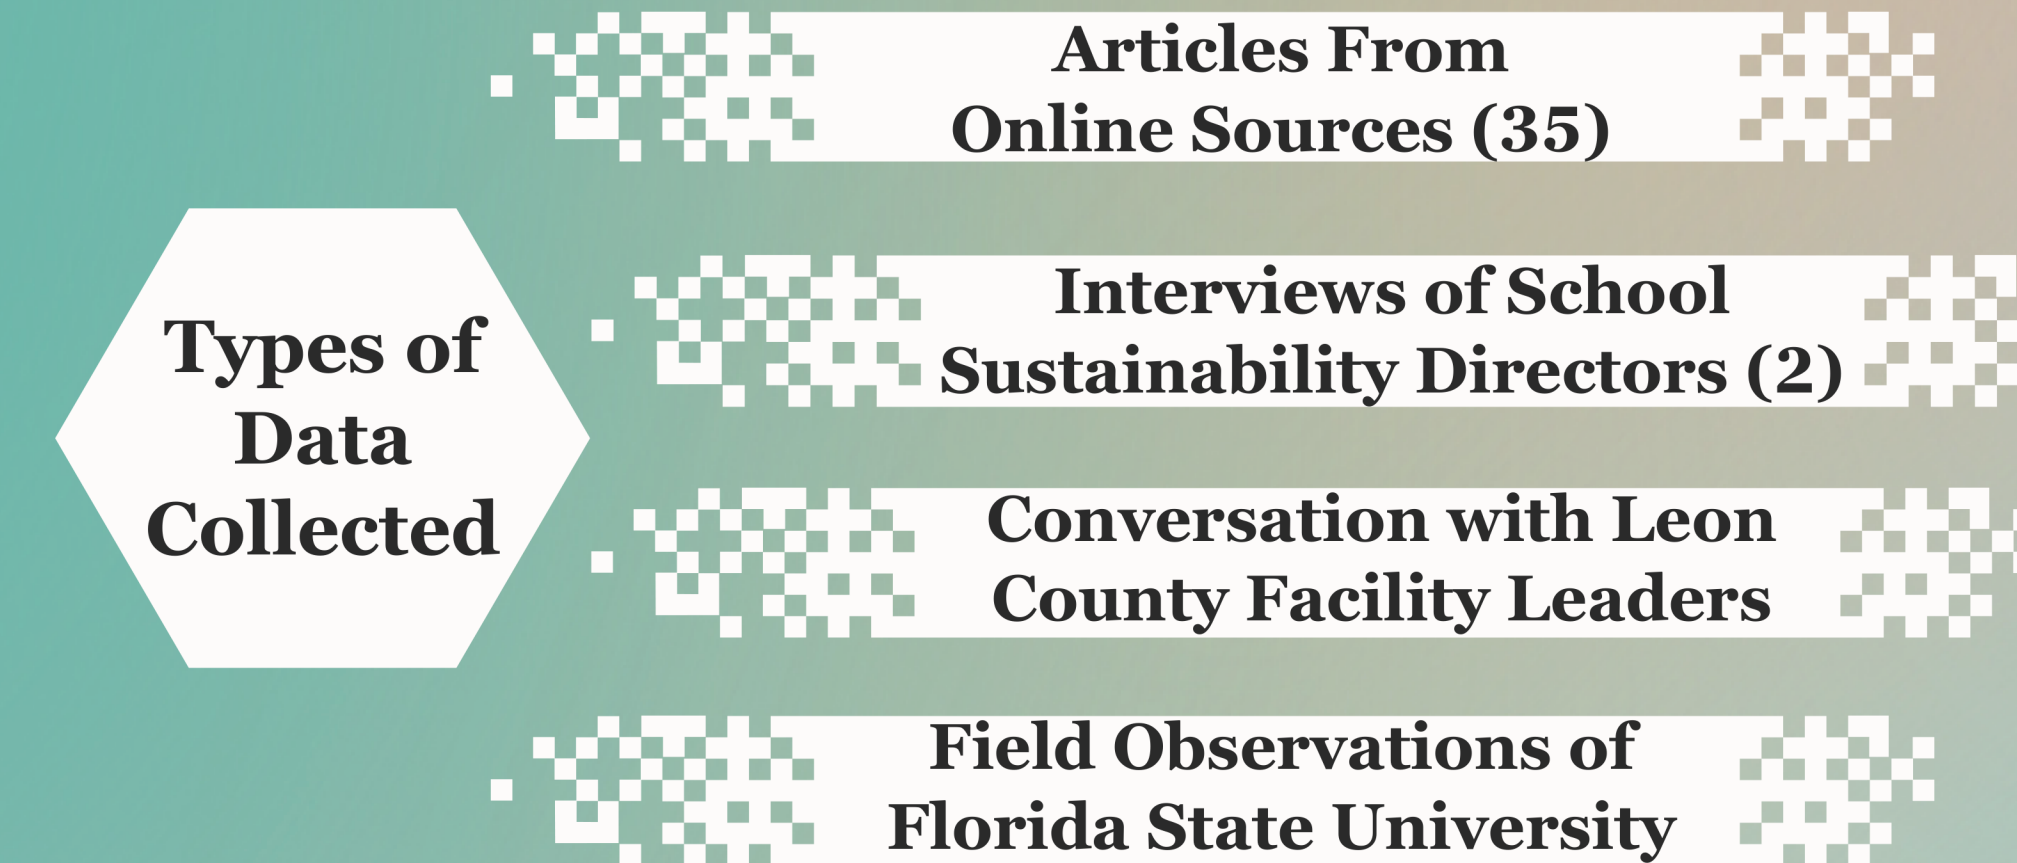 Types of
Data
Collected
Articles From
Online Sources (35)
Interviews of School
Sustainability Directors (2)
Conversation with Leon
County Facility Leaders
Field Observations of
Florida State University